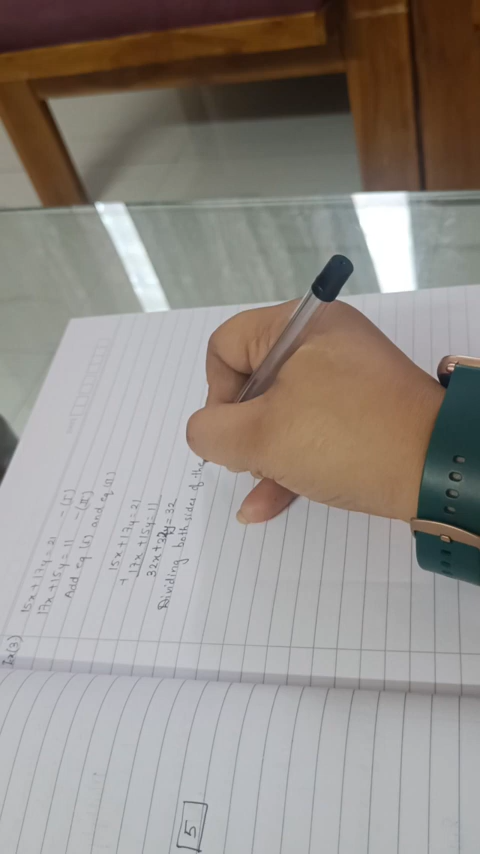 Ex(3)
15x+17y=21 -(I)
17x+15y=11 -(II)
Add eq.(I) and eq.(II)
15x+17y=21
+ 17x+15y=11
32x+32y=32
Dividing both sides of the
5